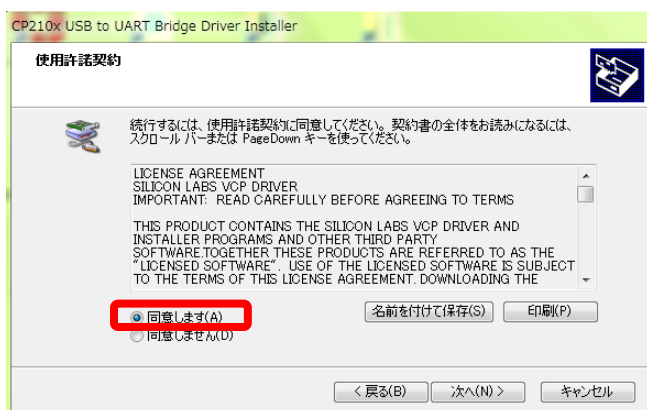 CP210x USB to UART Bridge Driver Installer
使用許諾契約
続行するには、使用許諾契約に同意してください。契約書の全体をお読みになるには、
スクロール バーまたは PageDown キーを使ってください。
LICENSE AGREEMENT
SILICON LABS VCP DRIVER
IMPORTANT: READ CAREFULLY BEFORE AGREEING TO TERMS
THIS PRODUCT CONTAINS THE SILICON LABS VCP DRIVER AND
INSTALLER PROGRAMS AND OTHER THIRD PARTY
SOFTWARE.TOGETHER THESE PRODUCTS ARE REFERRED TO AS THE
"LICENSED SOFTWARE". USE OF THE LICENSED SOFTWARE IS SUBJECT
TO THE TERMS OF THIS LICENSE AGREEMENT. DOWNLOADING THE
同意します(A)
名前を付けて保存(S)
印刷(P)
同意しません(D)
< 戻る(B)
次へ(N) >
キャンセル